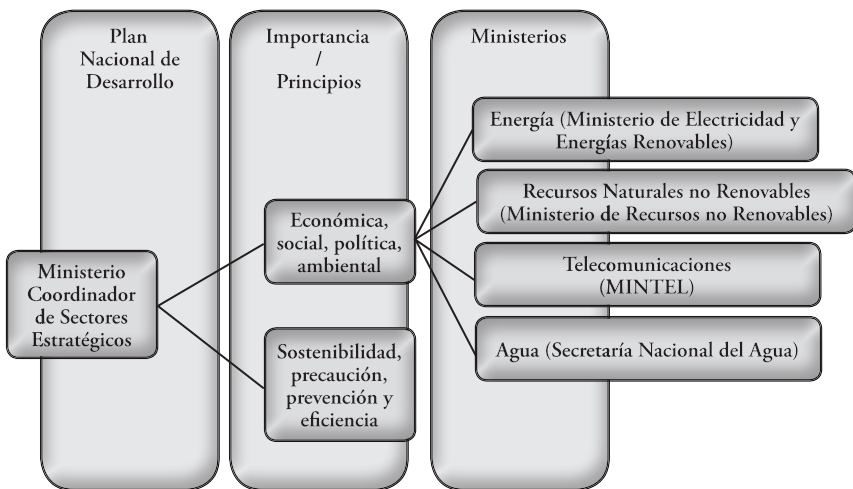 Plan
Nacional de
Desarrollo
Importancia
/
Principios
Ministerios
Ministerio
Coordinador
de Sectores
Estratégicos
Económica,
social, política,
ambiental
Sostenibilidad,
precaución,
prevención y
eficiencia
Energía (Ministerio de Electricidad y
Energías Renovables)
Recursos Naturales no Renovables
(Ministerio de Recursos no Renovables)
Telecomunicaciones
(MINTEL)
Agua (Secretaría Nacional del Agua)